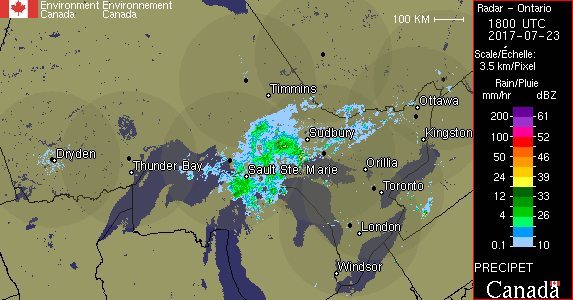 Environment Environnement
Canada Canada
100 KM
Timmins
Ottawa
Sudbury
Kingston
Dryden
Thunder Bay
Sault Ste. Marie
Orillia
Toronto
London
Windsor
Radar - Ontario
1800 UTC
2017-07-23
Scale/Échelle:
3.5 km/Pixel
Rain/Pluie
mm/hr dBZ
200 61
100 52
50 46
24 39
12 33
4 26
0.1 10
PRECIPET
Canada